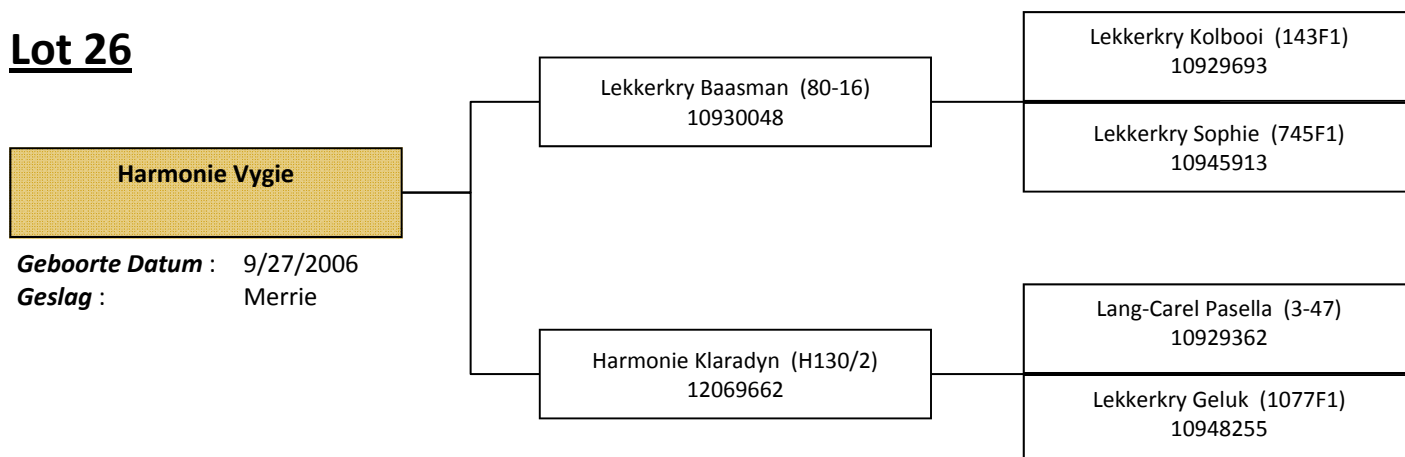 Lot 26
Harmonie Vygie
Geboorte Datum : 9/27/2006
Geslag : Merrie
Lekkerkry Baasman (80-16)
10930048
Harmonie Klaradyn (H130/2)
12069662
Lekkerkry Kolbooi (143F1)
10929693
Lekkerkry Sophie (745F1)
10945913
Lang-Carel Pasella (3-47)
10929362
Lekkerkry Geluk (1077F1)
10948255